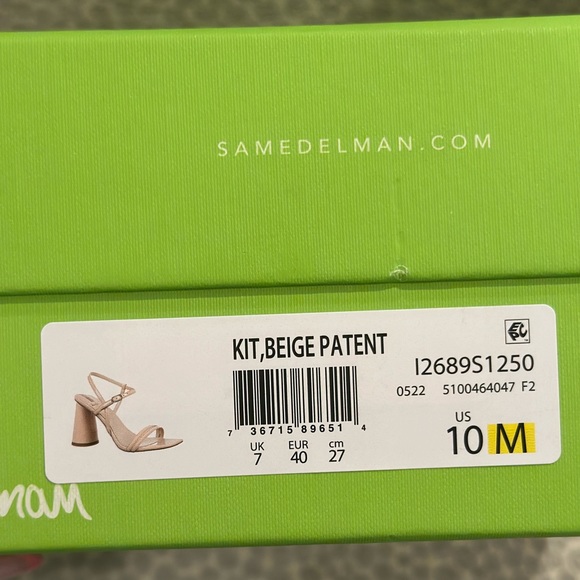 SAMEDELMAN.COM
KIT,BEIGE PATENT
I2689S1250
0522 5100464047 F2
7 36715 89651 4
UK EUR cm
7 40 27
US
10 M